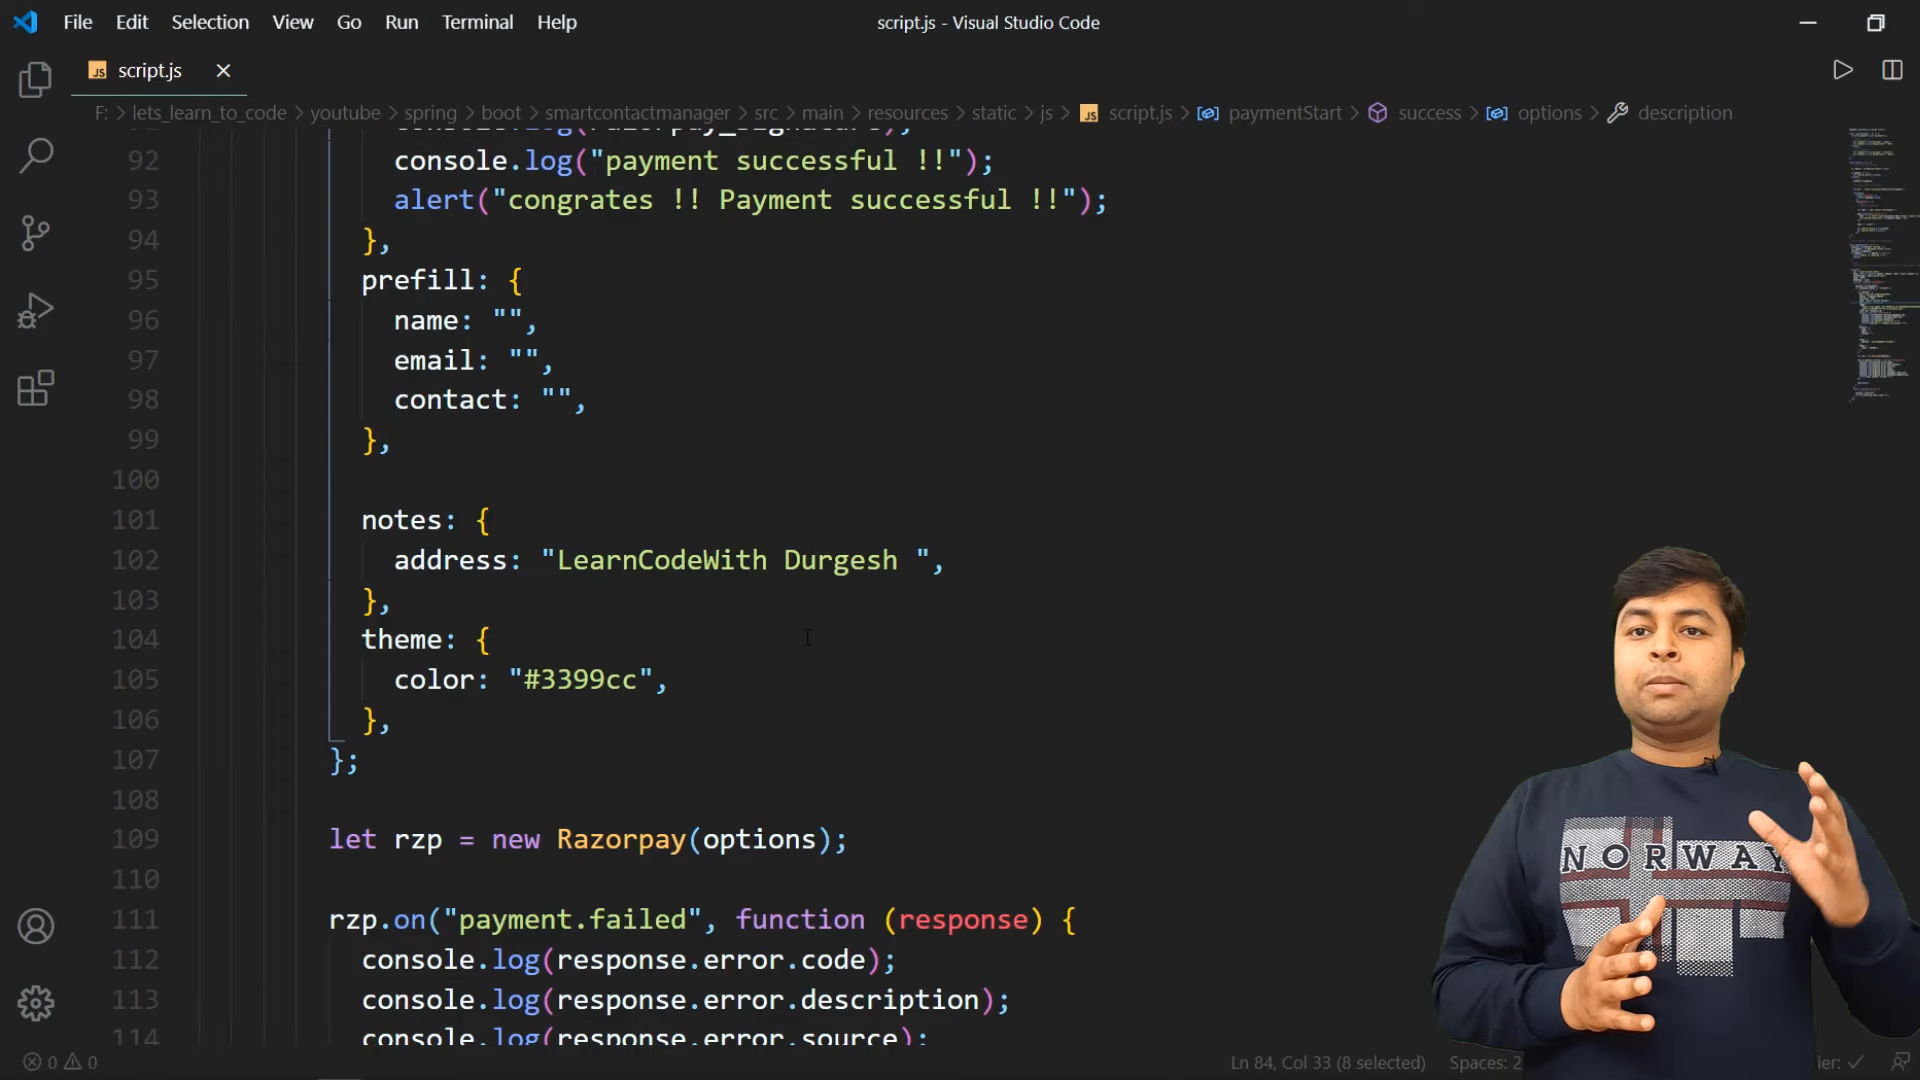 File Edit Selection View Go Run Terminal Help
script.js - Visual Studio Code
JS script.js
F: > lets_learn_to_code > youtube > spring > boot > smartcontactmanager > src > main > resources > static > js > JS script.js > paymentStart > success > options > description
92 console.log("payment successful !!");
93 alert("congrates !! Payment successful !!");
94 },
95 prefill: {
96 name: "",
97 email: "",
98 contact: "",
99 },
100
101 notes: {
102 address: "LearnCodeWith Durgesh ",
103 },
104 theme: {
105 color: "#3399cc",
106 },
107 };
108
109 let rzp = new Razorpay(options);
110
111 rzp.on("payment.failed", function (response) {
112 console.log(response.error.code);
113 console.log(response.error.description);
114 console.log(response.error.source);
NORWAY
0 0 Ln 84, Col 33 (8 selected) Spaces: 2